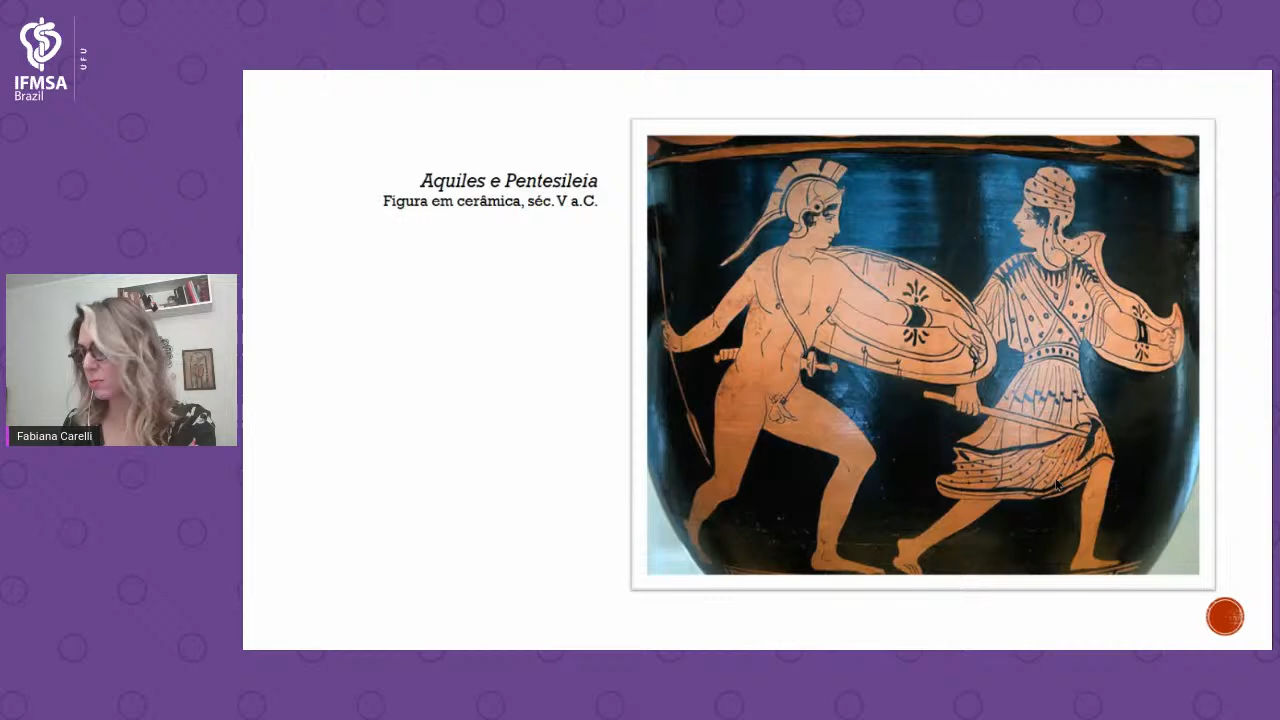 IFMSA
Brazil
UFU
Aquiles e Pentesileia
Figura em cerâmica, séc. V a.C.
Fabiana Carelli